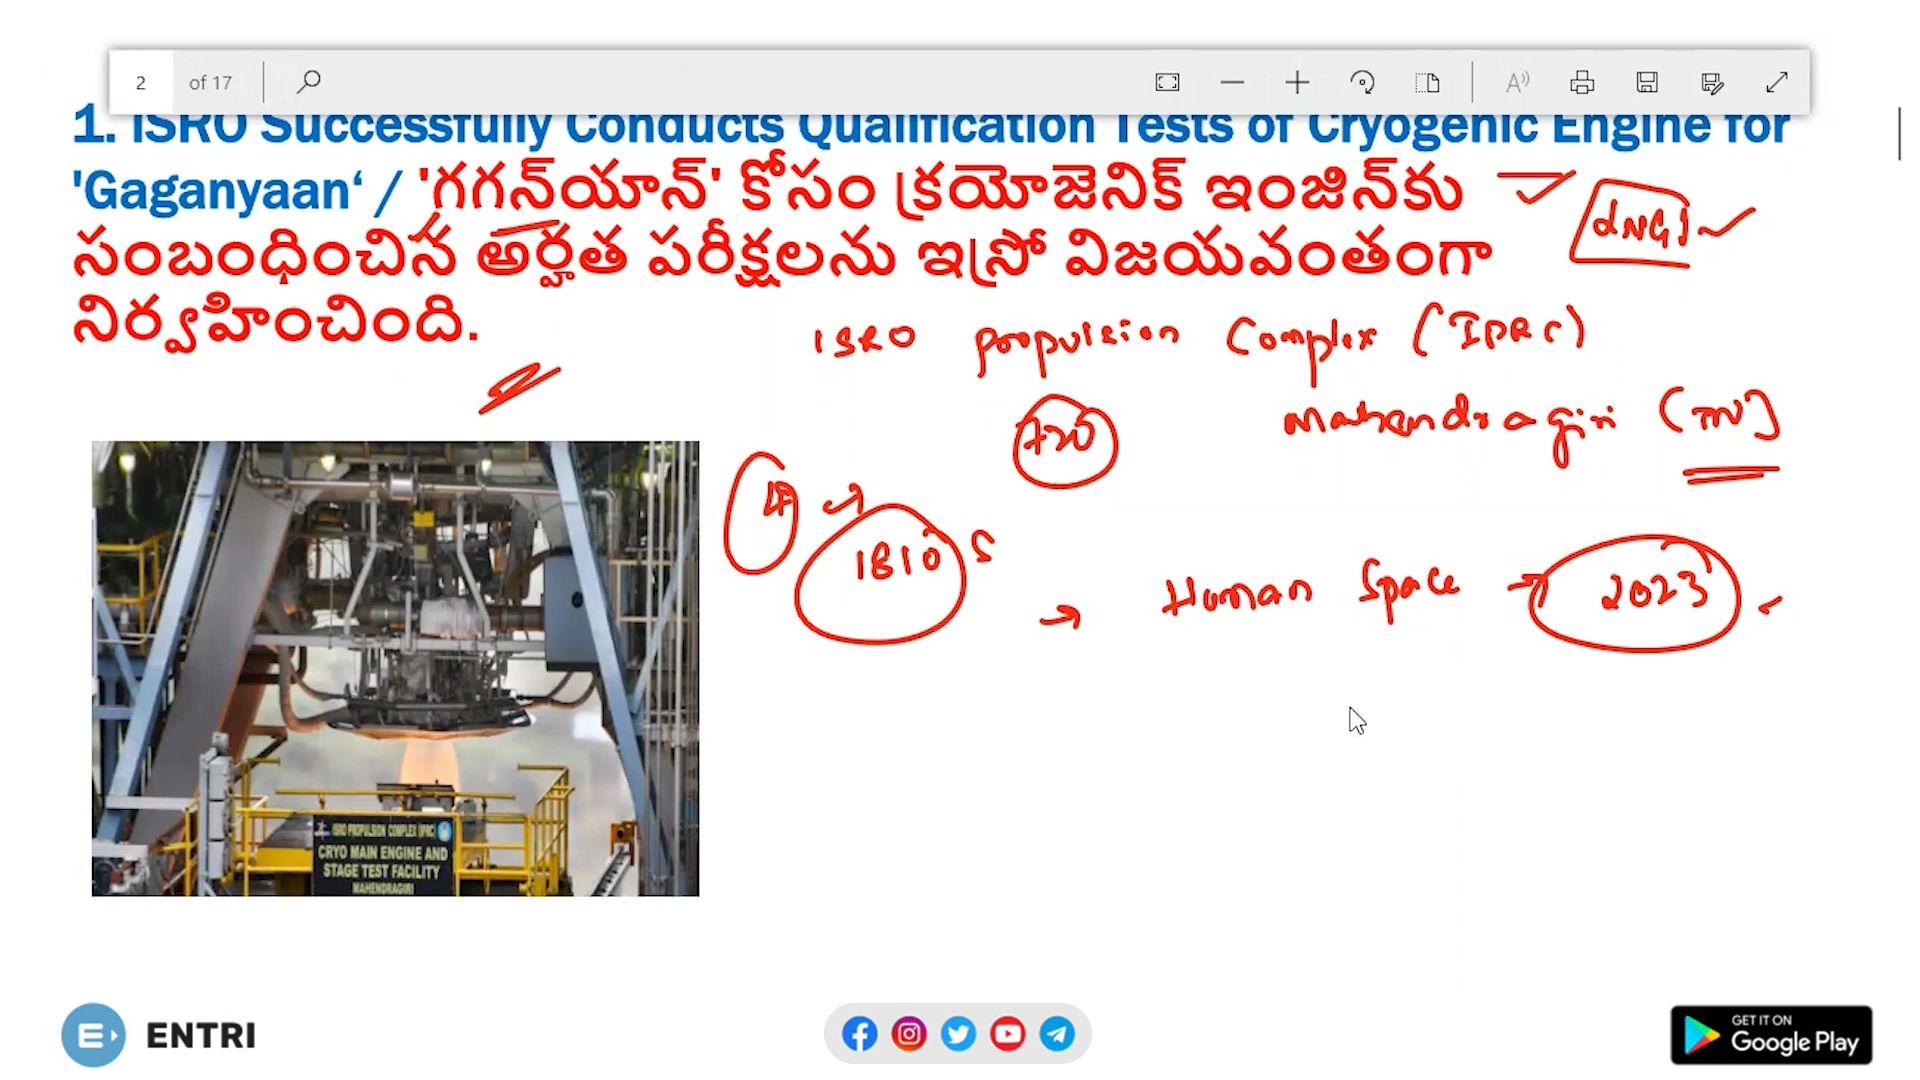 2 of 17
1. ISRO Successfully Conducts Qualification Tests of Cryogenic Engine for
'Gaganyaan‘ / 'గగన్‌యాన్' కోసం క్రయోజెనిక్ ఇంజిన్‌కు
సంబంధించిన అర్హత పరీక్షలను ఇస్రో విజయవంతంగా
నిర్వహించింది.
LNG
ISRO propulsion Complex (IPRC)
Mahendragiri (TN)
720
4 → 1810 S
→ Human Space → 2023
ISRO PROPULSION COMPLEX (IPRC)
CRYO MAIN ENGINE AND
STAGE TEST FACILITY
MAHENDRAGIRI
ENTRI
GET IT ON
Google Play